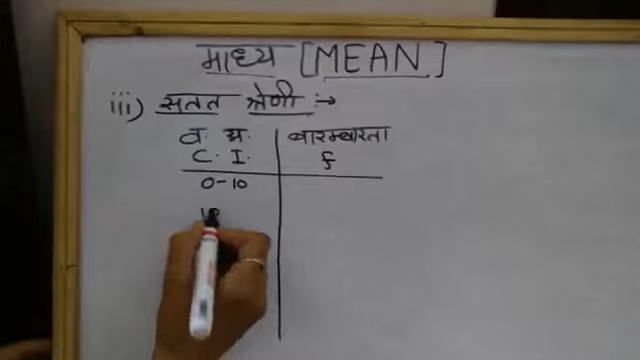 माध्य [MEAN]
iii) सतत श्रेणी :→
व. अ. बारम्बारता
C. I. f
0-10